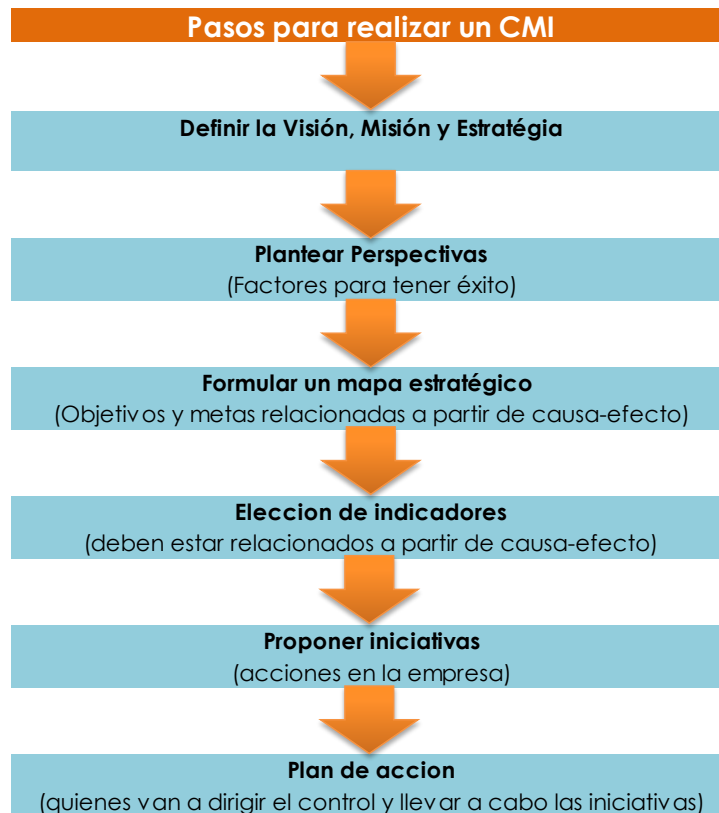 Pasos para realizar un CMI
Definir la Visión, Misión y Estratégia
Plantear Perspectivas
(Factores para tener éxito)
Formular un mapa estratégico
(Objetivos y metas relacionadas a partir de causa-efecto)
Eleccion de indicadores
(deben estar relacionados a partir de causa-efecto)
Proponer iniciativas
(acciones en la empresa)
Plan de accion
(quienes van a dirigir el control y llevar a cabo las iniciativas)